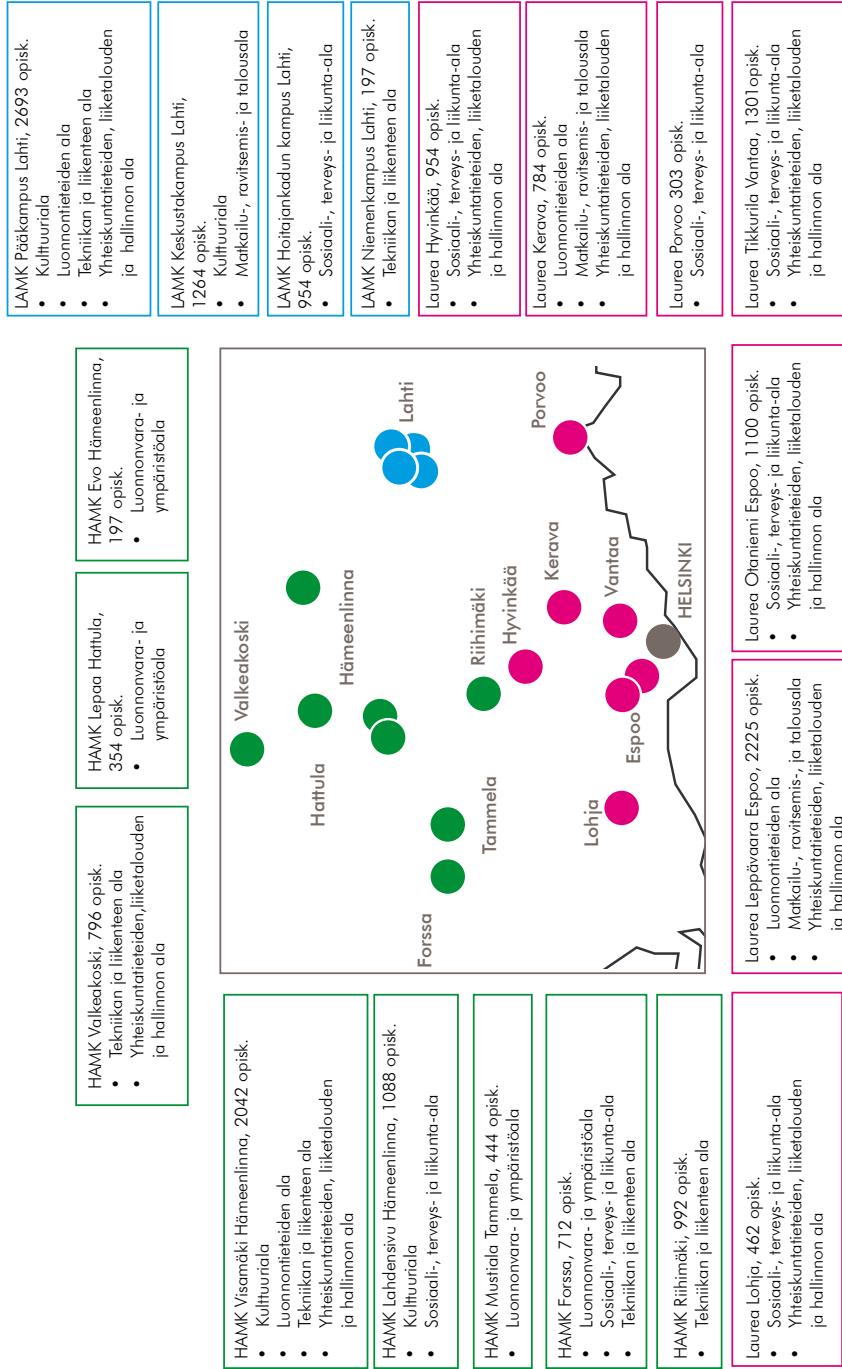 HAMK Valkeakoski, 796 opisk.
• Tekniikan ja liikenteen ala
• Yhteiskuntatieteiden,liiketalouden
ja hallinnon ala
HAMK Lepaa Hattula,
354 opisk.
• Luonnonvara- ja
ympäristöala
HAMK Evo Hämeenlinna,
197 opisk.
• Luonnonvara- ja
ympäristöala
LAMK Pääkampus Lahti, 2693 opisk.
• Kulttuuriala
• Luonnontieteiden ala
• Tekniikan ja liikenteen ala
• Yhteiskuntatieteiden, liiketalouden
ja hallinnon ala
LAMK Keskustakampus Lahti,
1264 opisk.
• Kulttuuriala
• Matkailu-, ravitsemis- ja talousala
LAMK Hoitajankadun kampus Lahti,
954 opisk.
• Sosiaali-, terveys- ja liikunta-ala
LAMK Niemenkampus Lahti, 197 opisk.
• Tekniikan ja liikenteen ala
Laurea Hyvinkää, 954 opisk.
• Sosiaali-, terveys- ja liikunta-ala
• Yhteiskuntatieteiden, liiketalouden
ja hallinnon ala
Laurea Kerava, 784 opisk.
• Luonnontieteiden ala
• Matkailu-, ravitsemis- ja talousala
• Yhteiskuntatieteiden, liiketalouden
ja hallinnon ala
Laurea Porvoo 303 opisk.
• Sosiaali-, terveys- ja liikunta-ala
Laurea Tikkurila Vantaa, 1301opisk.
• Sosiaali-, terveys- ja liikunta-ala
• Yhteiskuntatieteiden, liiketalouden
ja hallinnon ala
HAMK Visamäki Hämeenlinna, 2042 opisk.
• Kulttuuriala
• Luonnontieteiden ala
• Tekniikan ja liikenteen ala
• Yhteiskuntatieteiden, liiketalouden
ja hallinnon ala
HAMK Lahdensivu Hämeenlinna, 1088 opisk.
• Kulttuuriala
• Sosiaali-, terveys- ja liikunta-ala
HAMK Mustiala Tammela, 444 opisk.
• Luonnonvara- ja ympäristöala
HAMK Forssa, 712 opisk.
• Luonnonvara- ja ympäristöala
• Sosiaali-, terveys- ja liikunta-ala
• Tekniikan ja liikenteen ala
HAMK Riihimäki, 992 opisk.
• Tekniikan ja liikenteen ala
Valkeakoski
Hattula
Hämeenlinna
Lahti
Forssa
Tammela
Riihimäki
Hyvinkää
Kerava
Porvoo
Lohja
Espoo
Vantaa
HELSINKI
Laurea Lohja, 462 opisk.
• Sosiaali-, terveys- ja liikunta-ala
• Yhteiskuntatieteiden, liiketalouden
ja hallinnon ala
Laurea Leppävaara Espoo, 2225 opisk.
• Luonnontieteiden ala
• Matkailu-, ravitsemis-, ja talousala
• Yhteiskuntatieteiden, liiketalouden
ja hallinnon ala
Laurea Otaniemi Espoo, 1100 opisk.
• Sosiaali-, terveys- ja liikunta-ala
• Yhteiskuntatieteiden, liiketalouden
ja hallinnon ala